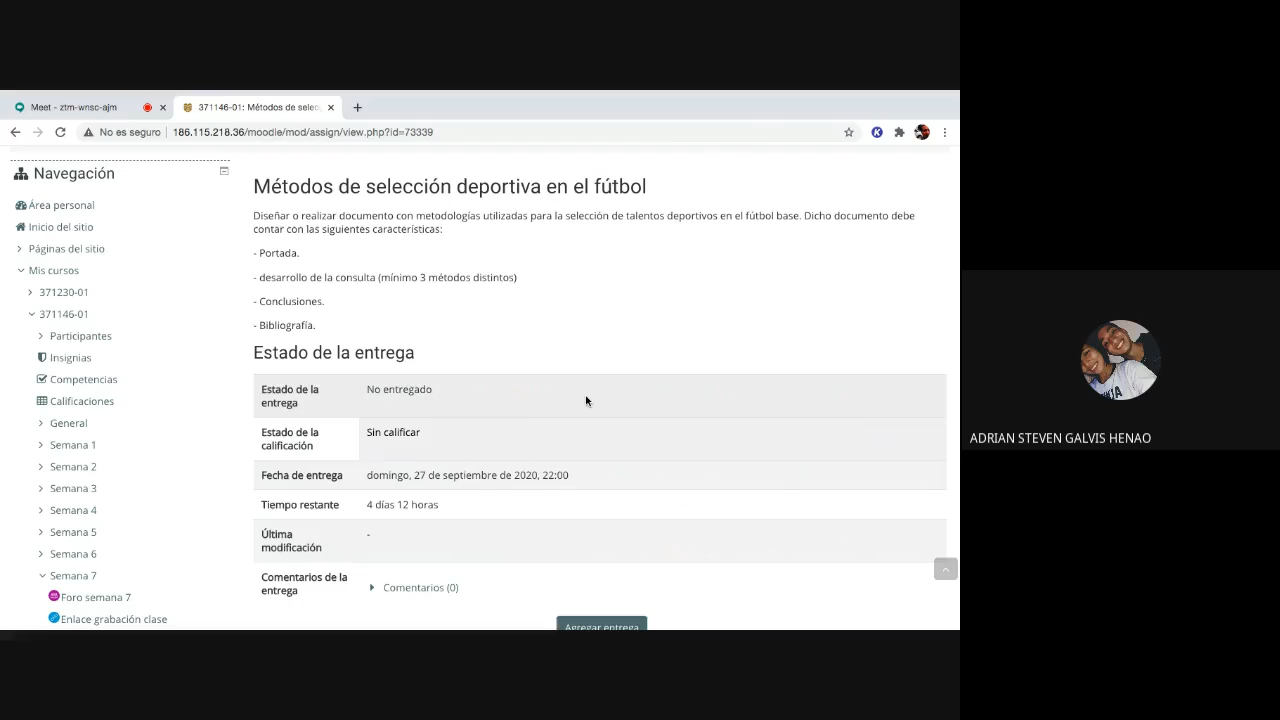 Meet - ztm-wnsc-ajm
371146-01: Métodos de selec
No es seguro
186.115.218.36/moodle/mod/assign/view.php?id=73339
Navegación
Área personal
Inicio del sitio
Páginas del sitio
Mis cursos
371230-01
371146-01
Participantes
Insignias
Competencias
Calificaciones
General
Semana 1
Semana 2
Semana 3
Semana 4
Semana 5
Semana 6
Semana 7
Foro semana 7
Enlace grabación clase
Métodos de selección deportiva en el fútbol
Diseñar o realizar documento con metodologías utilizadas para la selección de talentos deportivos en el fútbol base. Dicho documento debe
contar con las siguientes características:
- Portada.
- desarrollo de la consulta (mínimo 3 métodos distintos)
- Conclusiones.
- Bibliografía.
Estado de la entrega
Estado de la entrega No entregado
Estado de la calificación Sin calificar
Fecha de entrega domingo, 27 de septiembre de 2020, 22:00
Tiempo restante 4 días 12 horas
Última modificación -
Comentarios de la entrega Comentarios (0)
Agregar entrega
ADRIAN STEVEN GALVIS HENAO